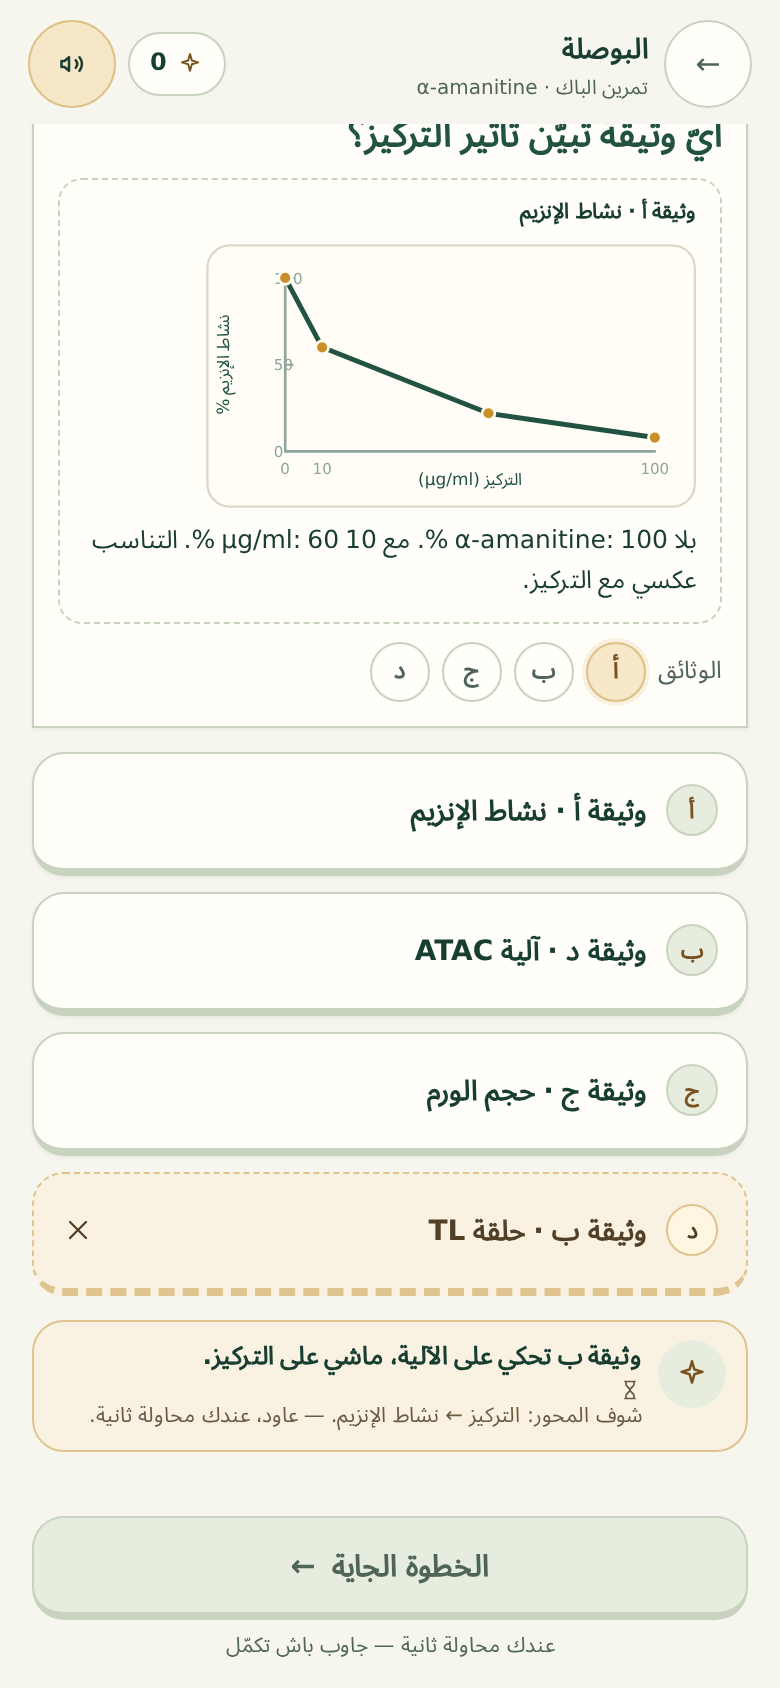 البوصلة
تمرين الباك · α-amanitine
0
أيّ وثيقة تبيّن تأثير التركيز؟
وثيقة أ · نشاط الإنزيم
نشاط الإنزيم %
100
50
0
0 10 100
التركيز (µg/ml)
بلا α-amanitine: 100 %. مع 10 µg/ml: 60 %. التناسب
عكسي مع التركيز.
الوثائق أ ب ج د
أ وثيقة أ · نشاط الإنزيم
ب وثيقة د · آلية ATAC
ج وثيقة ج · حجم الورم
د وثيقة ب · حلقة TL
وثيقة ب تحكي على الآلية، ماشي على التركيز.
شوف المحور: التركيز ← نشاط الإنزيم. — عاود، عندك محاولة ثانية.
الخطوة الجاية ←
عندك محاولة ثانية — جاوب باش تكمّل